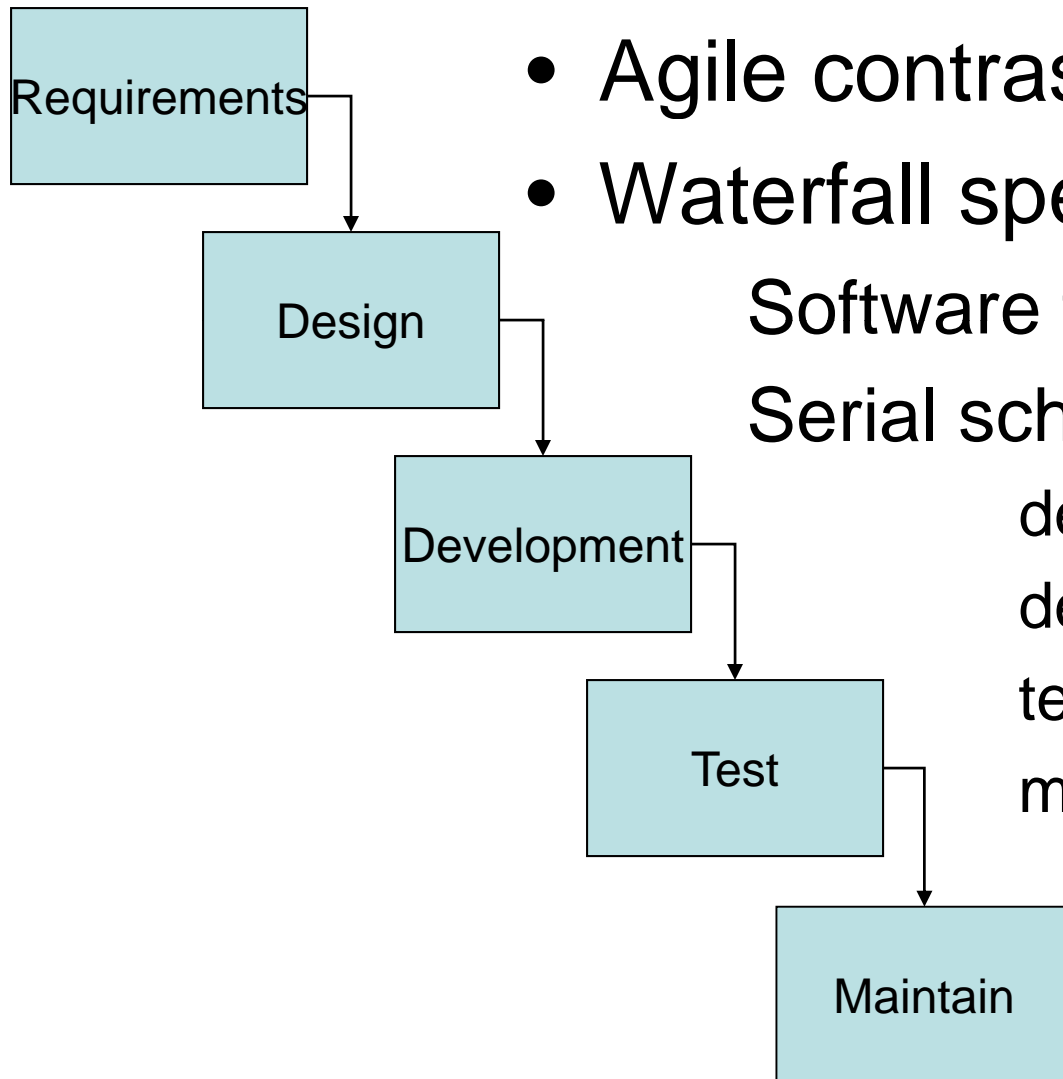 Requirements
• Agile contras
• Waterfall spe
Design
Software
Serial sch
de
Development
de
te
Test
m
Maintain